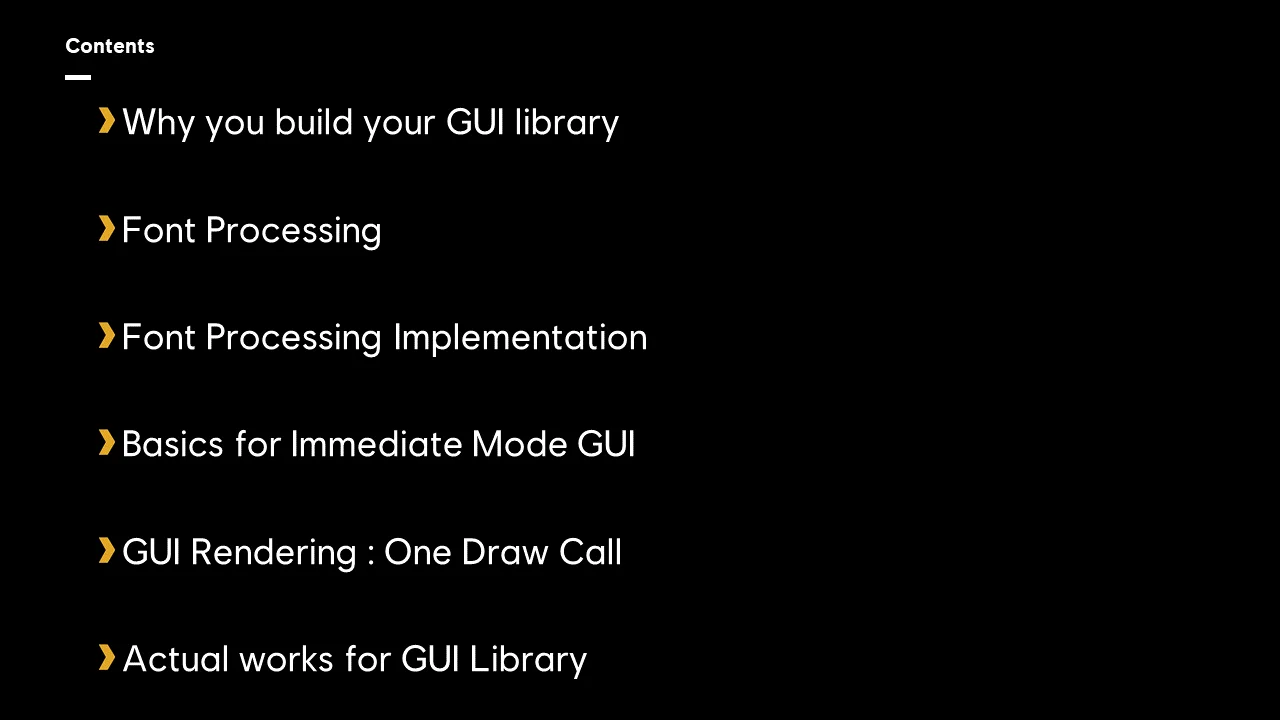 Contents
Why you build your GUI library
Font Processing
Font Processing Implementation
Basics for Immediate Mode GUI
GUI Rendering : One Draw Call
Actual works for GUI Library